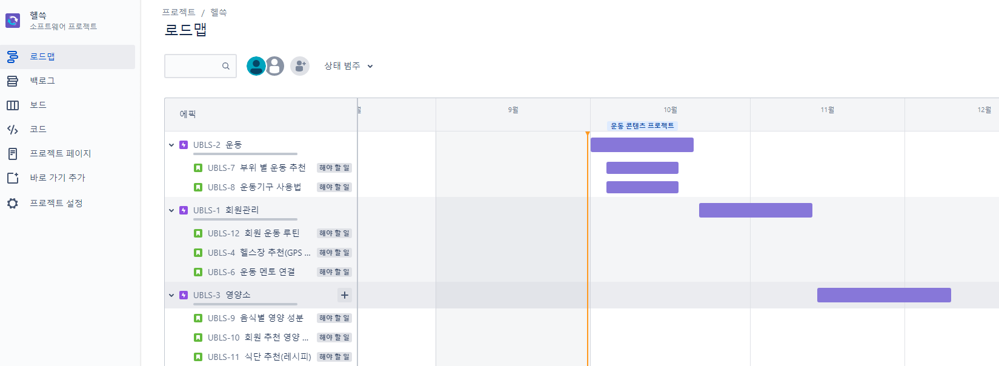 헬쓱
소프트웨어 프로젝트
로드맵
백로그
보드
코드
프로젝트 페이지
바로 가기 추가
프로젝트 설정
프로젝트 / 헬쓱
로드맵
상태 범주
에픽
월 9월 10월 11월 12월
운동 콘텐츠 프로젝트
UBLS-2 운동
UBLS-7 부위 별 운동 추천 해야 할 일
UBLS-8 운동기구 사용법 해야 할 일
UBLS-1 회원관리
UBLS-12 회원 운동 루틴 해야 할 일
UBLS-4 헬스장 추천(GPS ... 해야 할 일
UBLS-6 운동 멘토 연결 해야 할 일
UBLS-3 영양소
UBLS-9 음식별 영양 성분 해야 할 일
UBLS-10 회원 추천 영양 ... 해야 할 일
UBLS-11 식단 추천(레시피) 해야 할 일